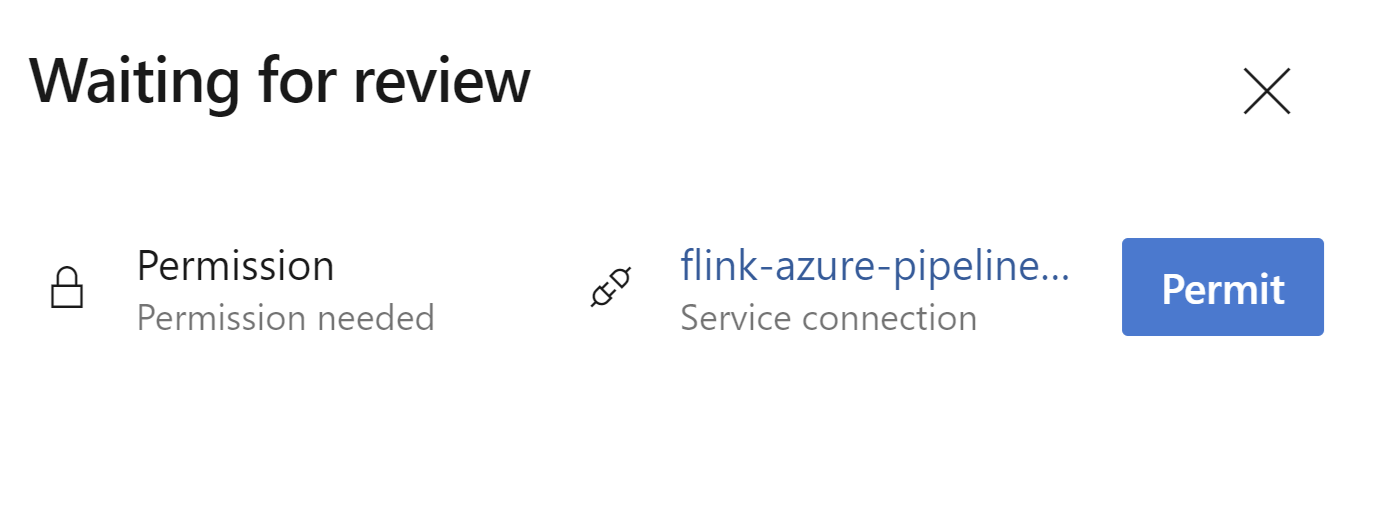 Waiting for review
Permission
Permission needed
flink-azure-pipeline...
Service connection
Permit